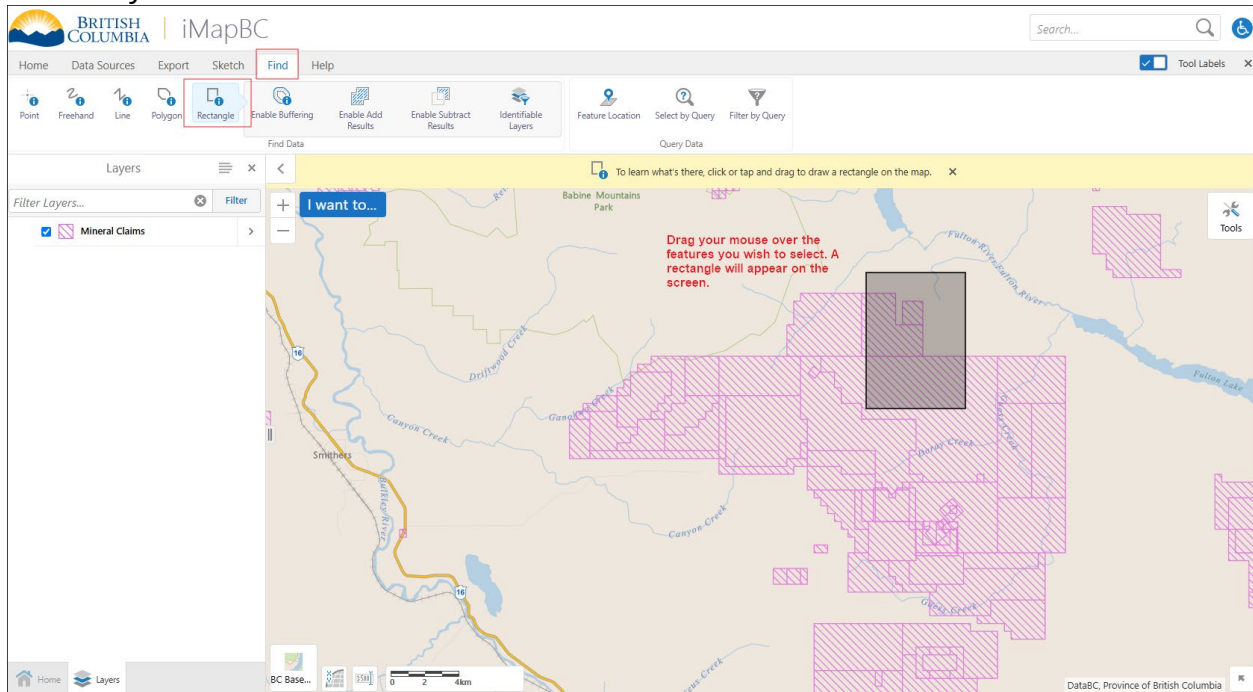 BRITISH
COLUMBIA
iMapBC
Search...
Home Data Sources Export Sketch Find Help
Tool Labels
Point Freehand Line Polygon Rectangle Enable Buffering Enable Add Results Enable Subtract Results Identifiable Layers Feature Location Select by Query Filter by Query
Find Data Query Data
Layers
To learn what's there, click or tap and drag to draw a rectangle on the map.
Filter Layers... Filter
I want to...
Tools
Mineral Claims
Babine Mountains
Park
Drag your mouse over the
features you wish to select. A
rectangle will appear on the
screen.
Fulton River
Fulton River
16
Driftwood Creek
Fulton Lake
Canyon Creek
Smithers
Doray Creek
Bulkley River
Canyon Creek
16
Guess Creek
Home Layers
BC Base...
0 2 4km
DataBC, Province of British Columbia